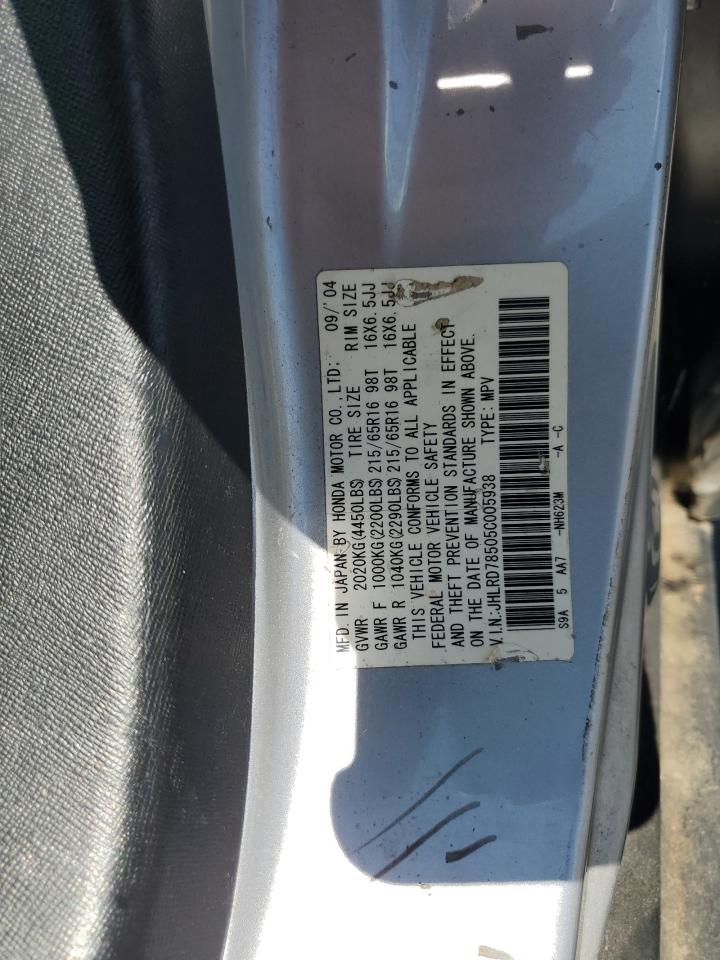 MFD. IN JAPAN BY HONDA MOTOR CO., LTD: 09/'04
GVWR 2020KG(4450LBS) TIRE SIZE RIM SIZE
GAWR F 1000KG(2200LBS) 215/65R16 98T 16X6.5JJ
GAWR R 1040KG(2290LBS) 215/65R16 98T 16X6.5JJ
THIS VEHICLE CONFORMS TO ALL APPLICABLE
FEDERAL MOTOR VEHICLE SAFETY
AND THEFT PREVENTION STANDARDS IN EFFECT
ON THE DATE OF MANUFACTURE SHOWN ABOVE.
V.I.N.:JHLRD78505C005938 TYPE: MPV
S9A 5 AA7 -NH623M -A -C